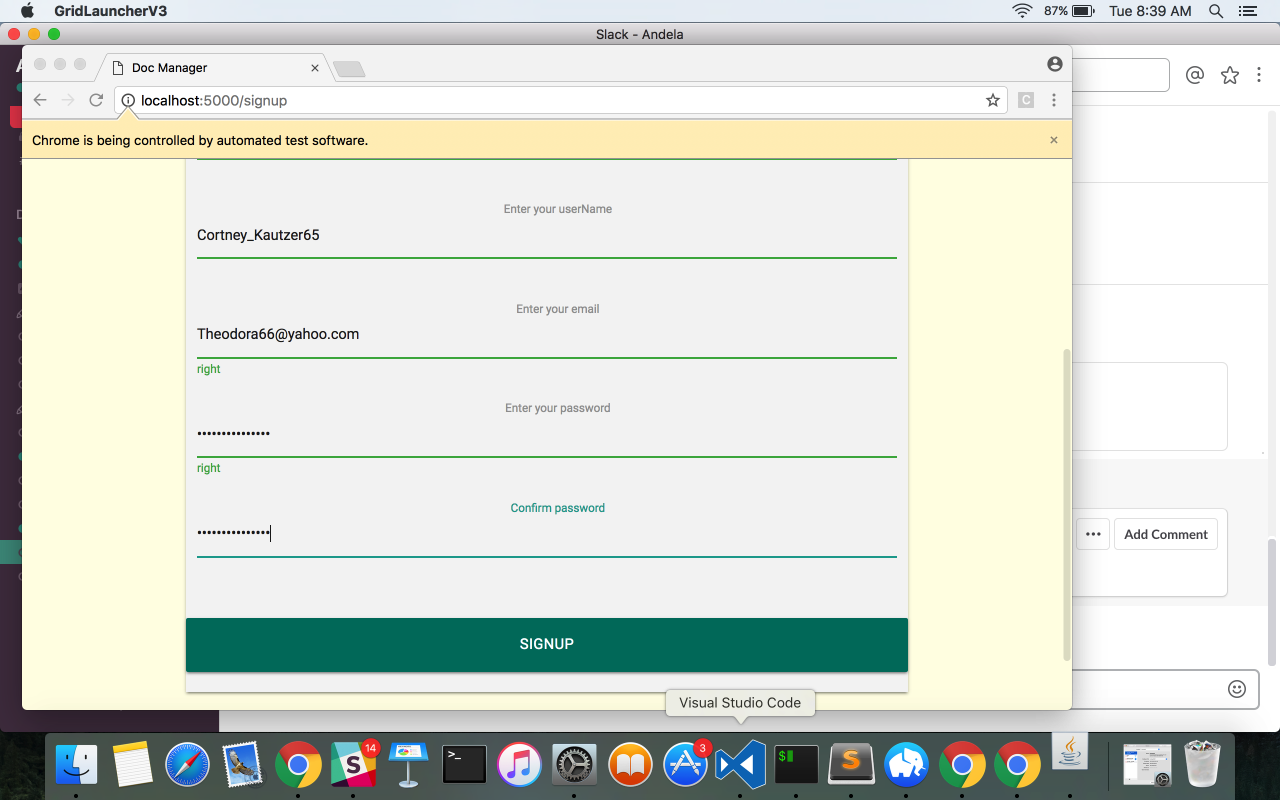 GridLauncherV3
87%
Tue 8:39 AM
Slack - Andela
Doc Manager
localhost:5000/signup
C
Chrome is being controlled by automated test software.
Enter your userName
Cortney_Kautzer65
Enter your email
Theodora66@yahoo.com
right
Enter your password
•••••••••••••••
right
Confirm password
•••••••••••••••
Add Comment
SIGNUP
Visual Studio Code
14
3
>_
$
S
S